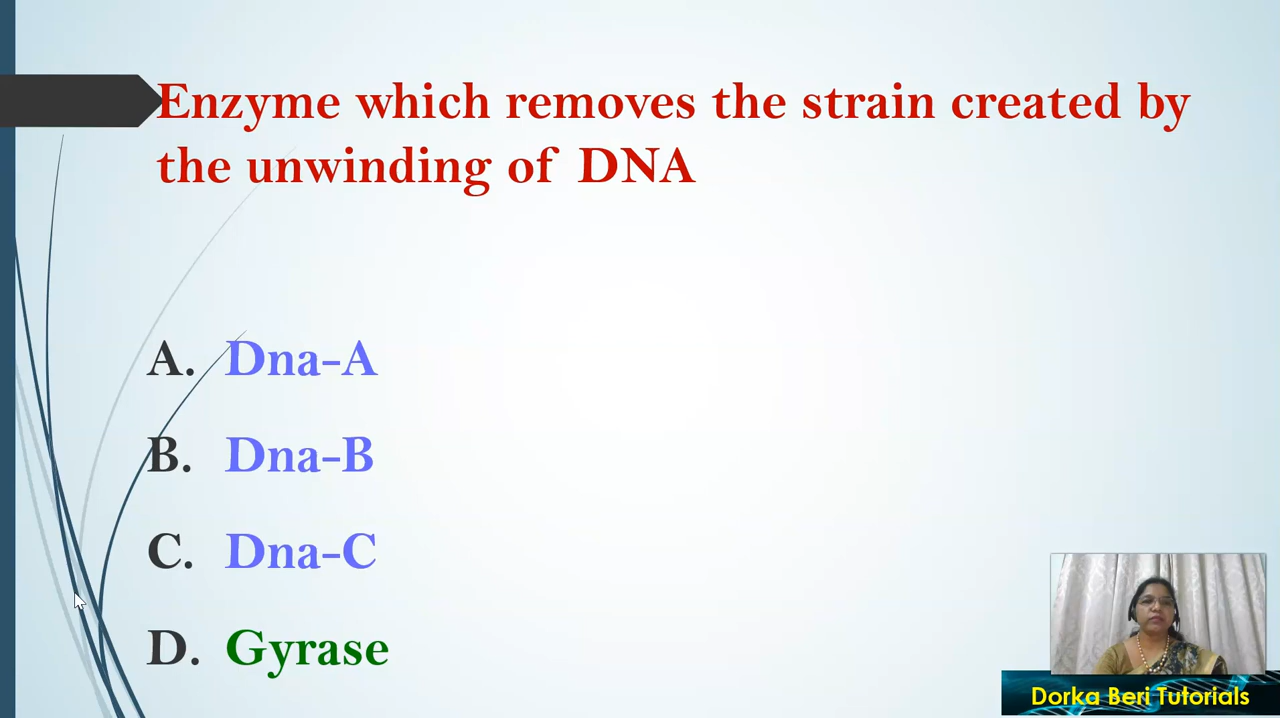 Enzyme which removes the strain created by
the unwinding of DNA
A. Dna-A
B. Dna-B
C. Dna-C
D. Gyrase
Dorka Beri Tutorials